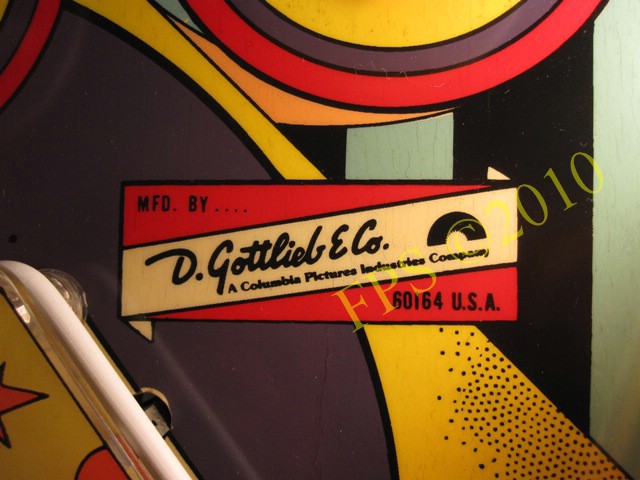 MFD. BY ....
D. Gottlieb & Co.
A Columbia Pictures Industries Company
60164 U.S.A.
FPS © 2010